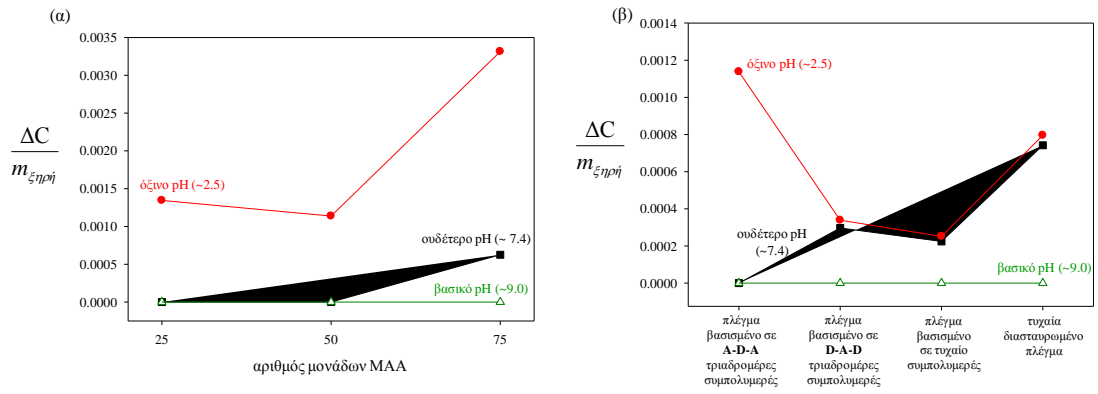 (α)
0.0035
0.0030
0.0025
0.0020
0.0015
0.0010
0.0005
0.0000
ΔC
m ξηρή
όξινο pH (~2.5)
ουδέτερο pH (~ 7.4)
βασικό pH (~9.0)
25
50
75
αριθμός μονάδων MAA
(β)
0.0014
0.0012
0.0010
0.0008
0.0006
0.0004
0.0002
0.0000
ΔC
m ξηρή
όξινο pH (~2.5)
ουδέτερο pH
(~7.4)
βασικό pH (~9.0)
πλέγμα
βασισμένο σε
A-D-A
τριαδρομέρές
συμπολυμερές
πλέγμα
βασισμένο σε
D-A-D
τριαδρομέρές
συμπολυμερές
πλέγμα
βασισμένο
σε τυχαίο
συμπολυμερές
τυχαία
διασταυρωμένο
πλέγμα